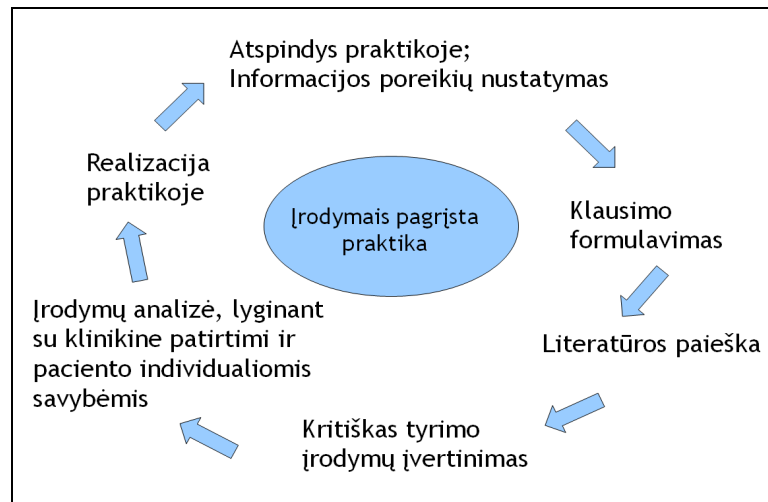 Atspindys praktikoje;
Informacijos poreikių nustatymas
Klausimo
formulavimas
Literatūros paieška
Kritiškas tyrimo
įrodymų įvertinimas
Įrodymų analizė, lyginant
su klinikine patirtimi ir
paciento individualiomis
savybėmis
Realizacija
praktikoje
Įrodymais pagrįsta
praktika